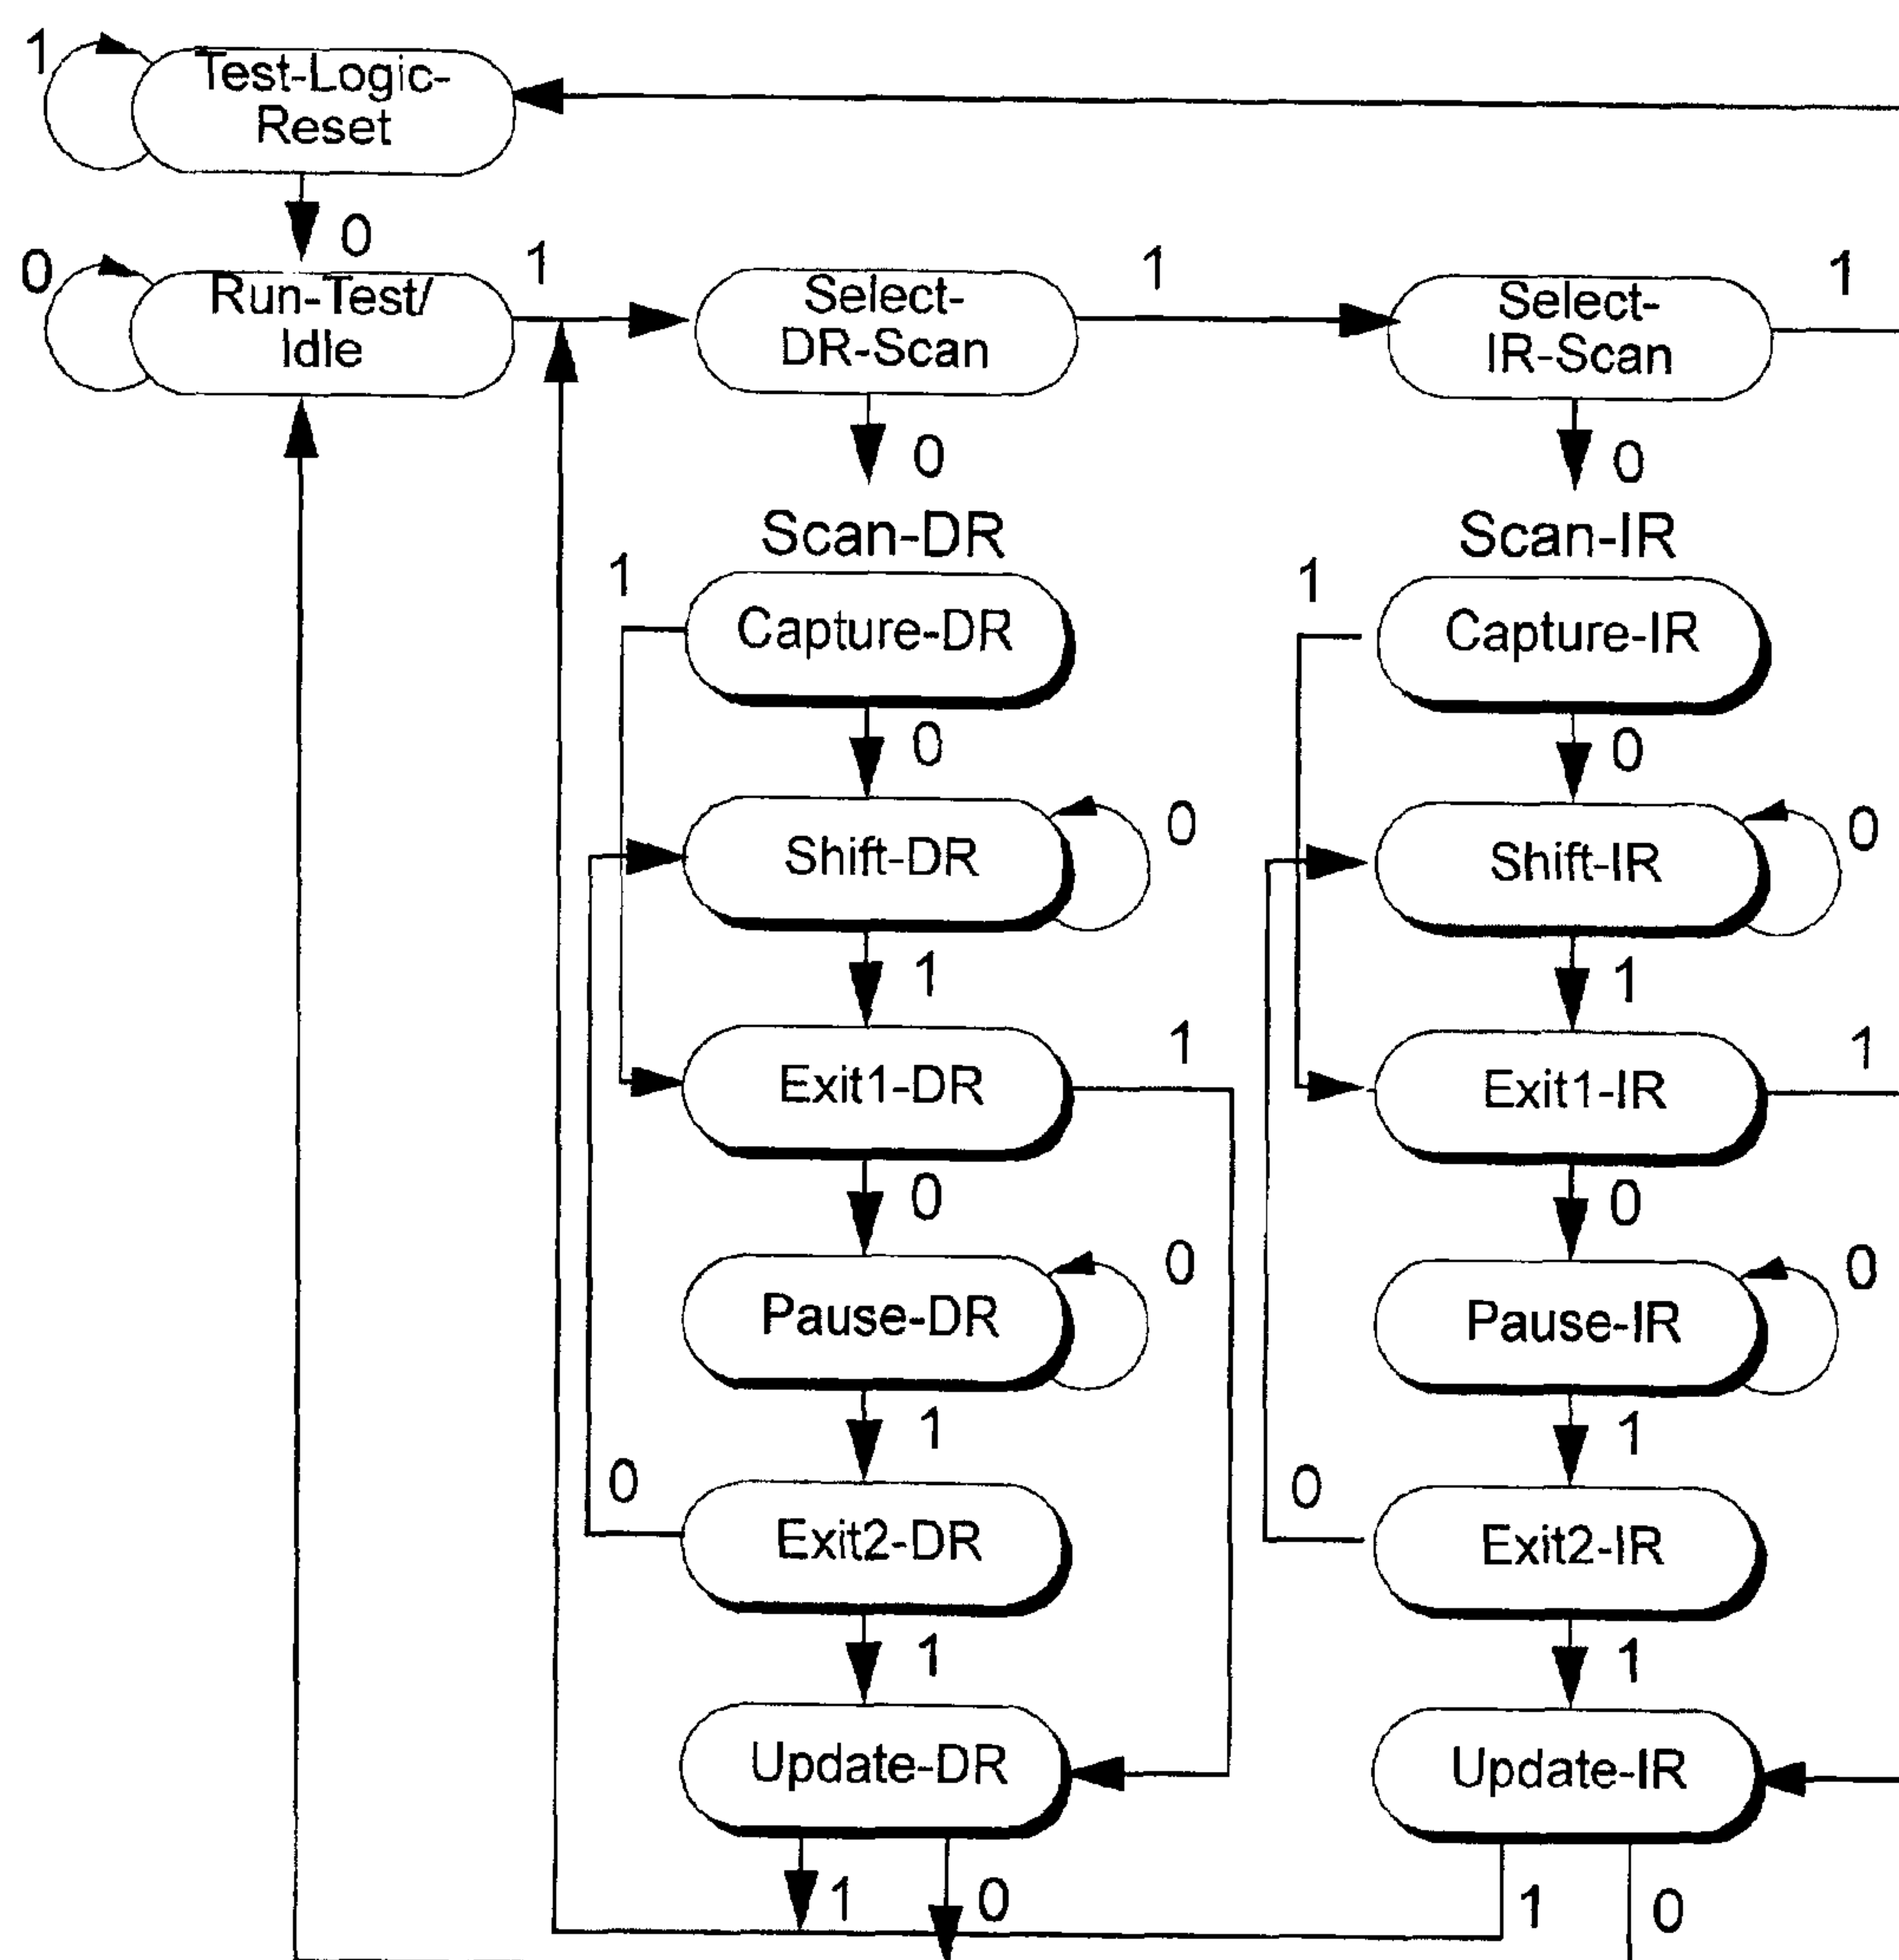 1
Test-Logic-
Reset
0
0
Run-Test/
Idle
1
Select-
DR-Scan
1
Select-
IR-Scan
1
0
0
Scan-DR
Scan-IR
1
Capture-DR
1
Capture-IR
0
0
Shift-DR
0
Shift-IR
0
1
1
Exit1-DR
1
Exit1-IR
1
0
0
Pause-DR
0
Pause-IR
0
1
1
0
Exit2-DR
0
Exit2-IR
1
1
Update-DR
Update-IR
1
0
1
0